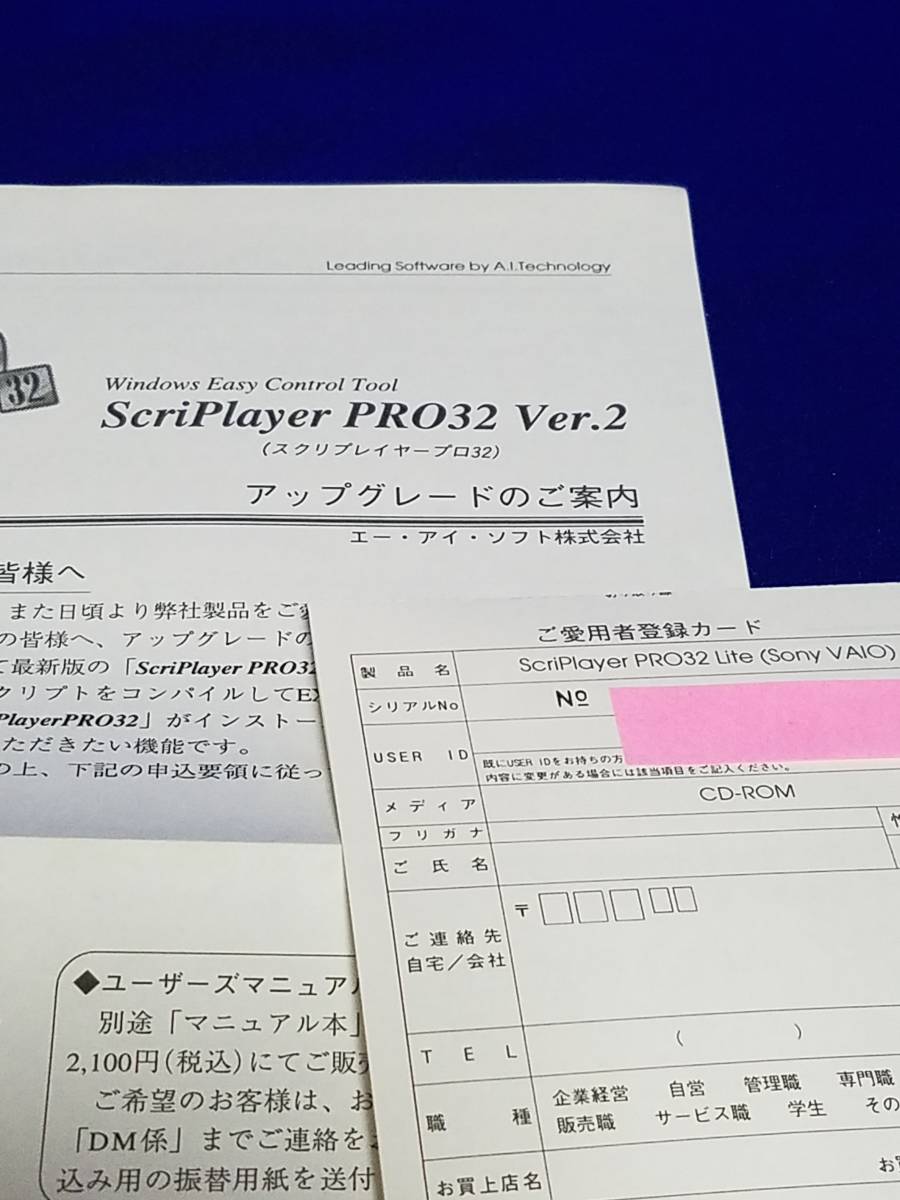 Leading Software by A.I.Technology
32
Windows Easy Control Tool
ScriPlayer PRO32 Ver.2
(スクリプレイヤープロ32)
アップグレードのご案内
エー・アイ・ソフト株式会社
皆様へ
また日頃より弊社製品をご愛
の皆様へ、アップグレードの
て最新版の「ScriPlayer PRO32
クリプトをコンパイルしてEX
PlayerPRO32」がインストー
ただきたい機能です。
の上、下記の申込要領に従っ
◆ユーザーズマニュアル
別途「マニュアル本」
2,100円(税込)にてご販売
ご希望のお客様は、お
「DM係」までご連絡を
込み用の振替用紙を送付
ご愛用者登録カード
製品名 ScriPlayer PRO32 Lite (Sony VAIO)
シリアルNo No
USER ID
既にUSER IDをお持ちの方
内容に変更がある場合には該当項目をご記入ください。
メディア CD-ROM
フリガナ
ご氏名
ご連絡先
自宅/会社
〒
TEL ( )
職種
企業経営 自営 管理職 専門職
販売職 サービス職 学生 その
お買上店名
お買